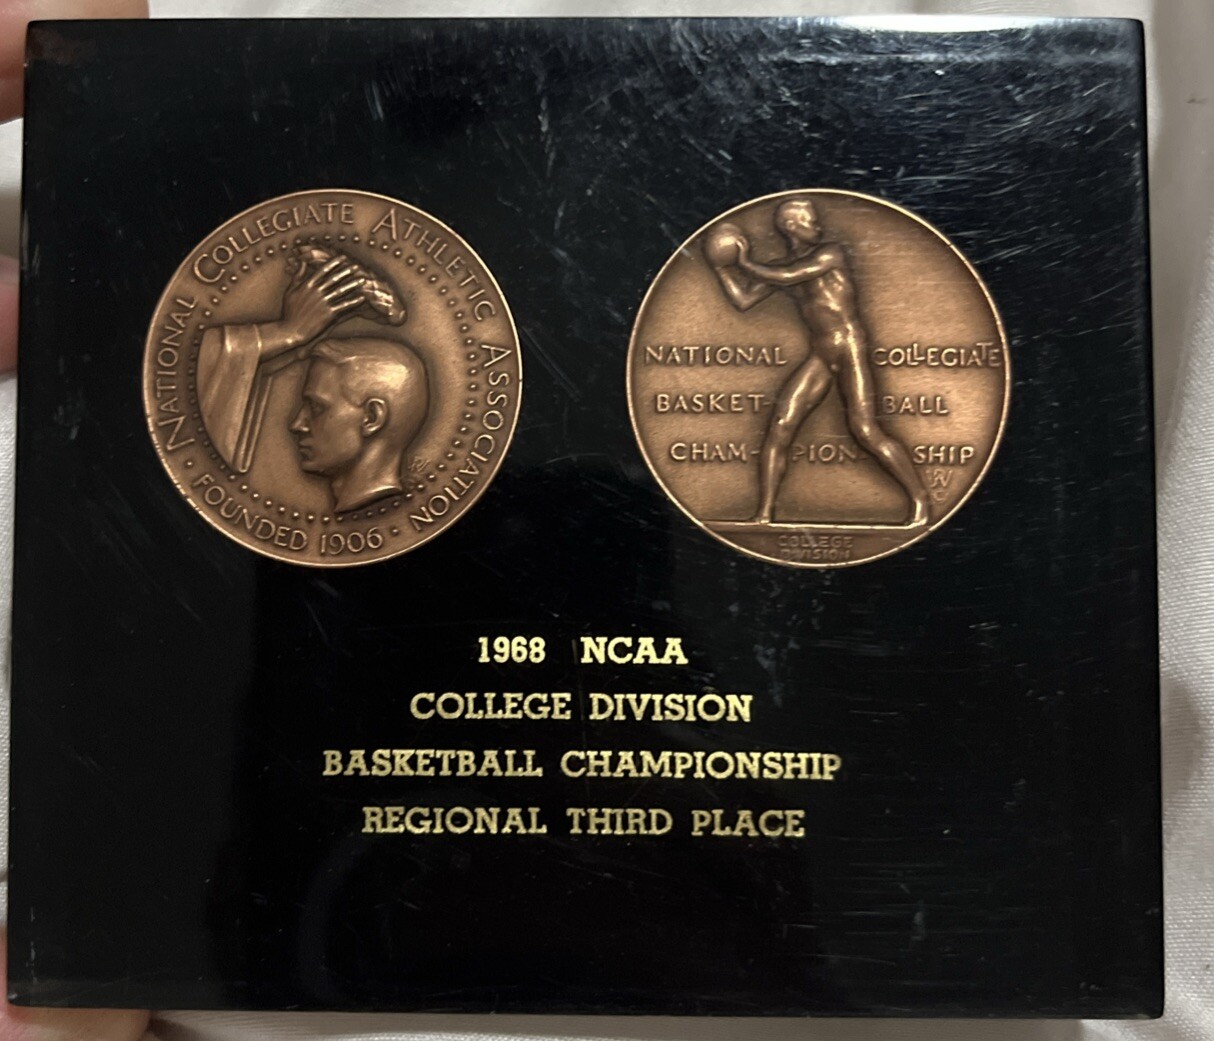 NATIONAL COLLEGIATE ATHLETIC ASSOCIATION
· FOUNDED 1906 ·
NATIONAL COLLEGIATE
BASKET- BALL
CHAM- PION SHIP
COLLEGE
DIVISION
1968 NCAA
COLLEGE DIVISION
BASKETBALL CHAMPIONSHIP
REGIONAL THIRD PLACE